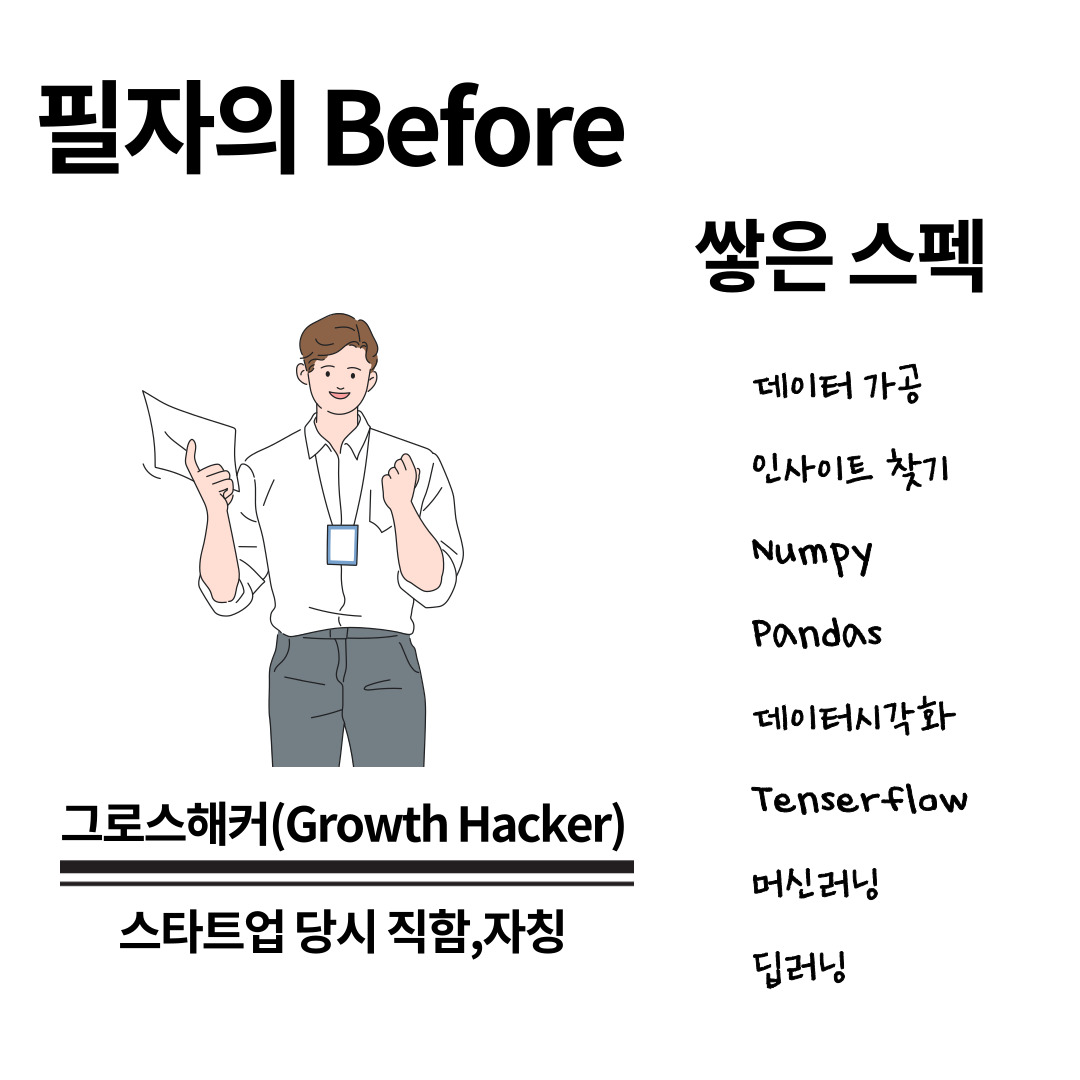 필자의 Before
쌓은 스펙
데이터 가공
인사이트 찾기
Numpy
Pandas
데이터시각화
Tenserflow
머신러닝
딥러닝
그로스해커(Growth Hacker)
스타트업 당시 직함,자칭